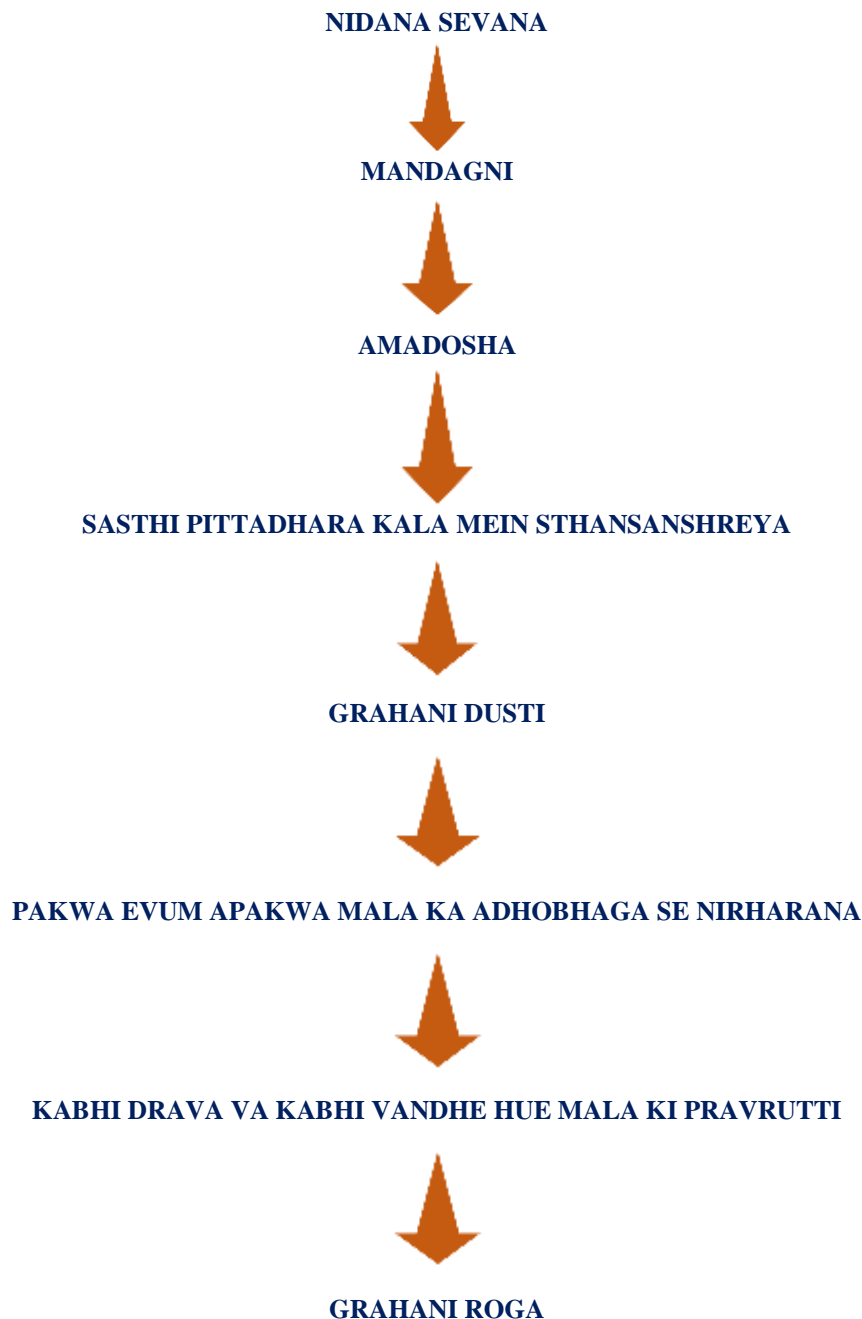 NIDANA SEVANA
MANDAGNI
AMADOSHA
SASTHI PITTADHARA KALA MEIN STHANSANSHREYA
GRAHANI DUSTI
PAKWA EVUM APAKWA MALA KA ADHOBHAGA SE NIRHARANA
KABHI DRAVA VA KABHI VANDHE HUE MALA KI PRAVRUTTI
GRAHANI ROGA